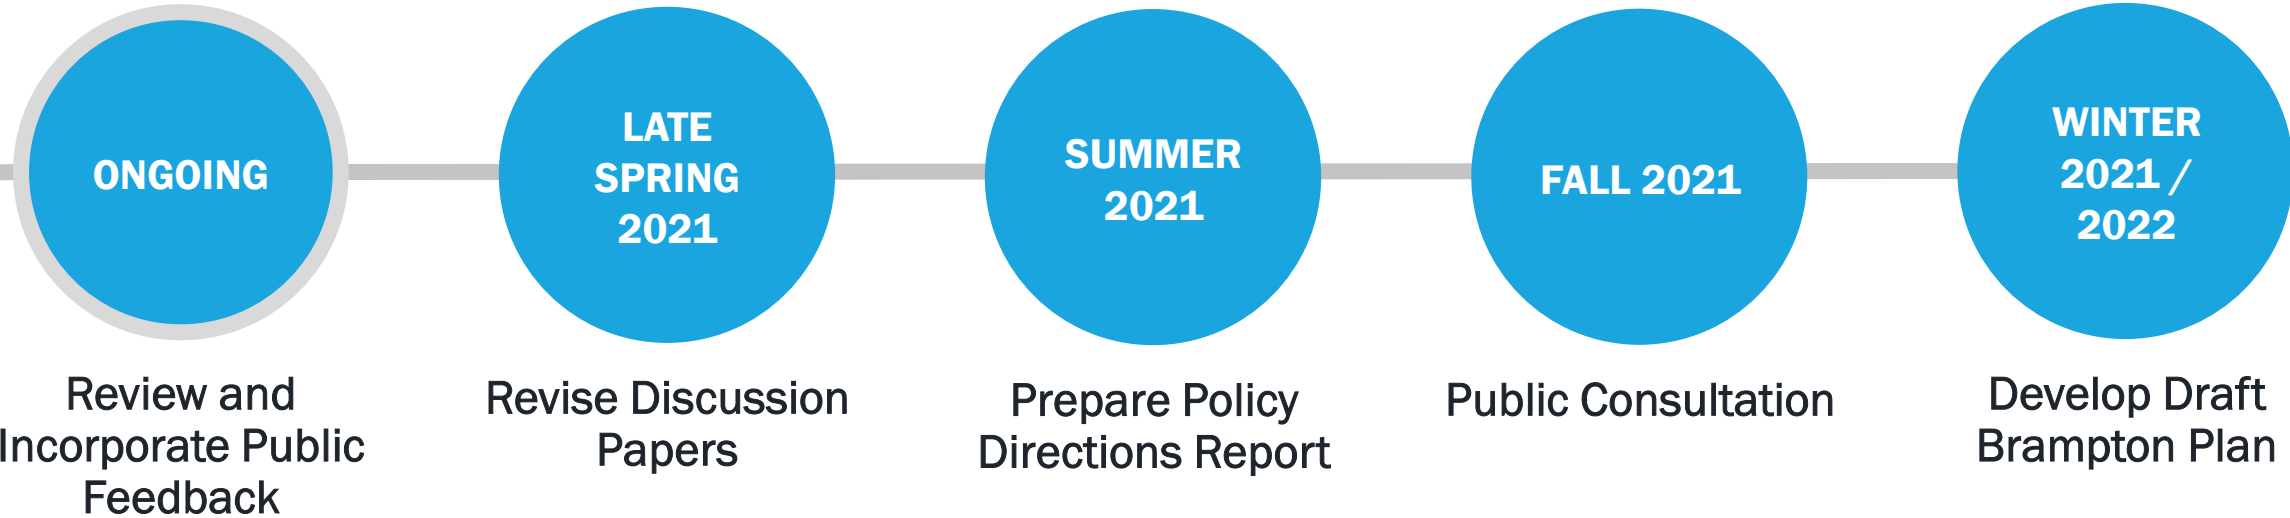 ONGOING
Review and
Incorporate Public
Feedback
LATE
SPRING
2021
Revise Discussion
Papers
SUMMER
2021
Prepare Policy
Directions Report
FALL 2021
Public Consultation
WINTER
2021 /
2022
Develop Draft
Brampton Plan